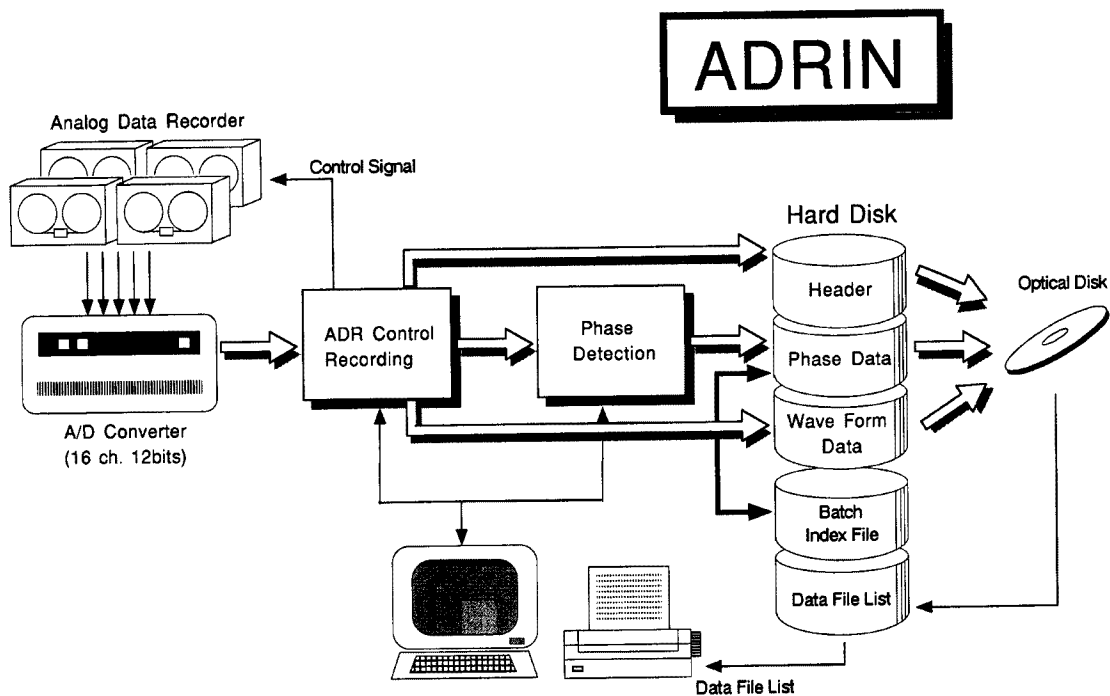 ADRIN
Analog Data Recorder
Control Signal
Hard Disk
Header
Optical Disk
ADR Control
Recording
Phase
Detection
Phase Data
Wave Form
Data
A/D Converter
(16 ch. 12bits)
Batch
Index File
Data File List
Data File List